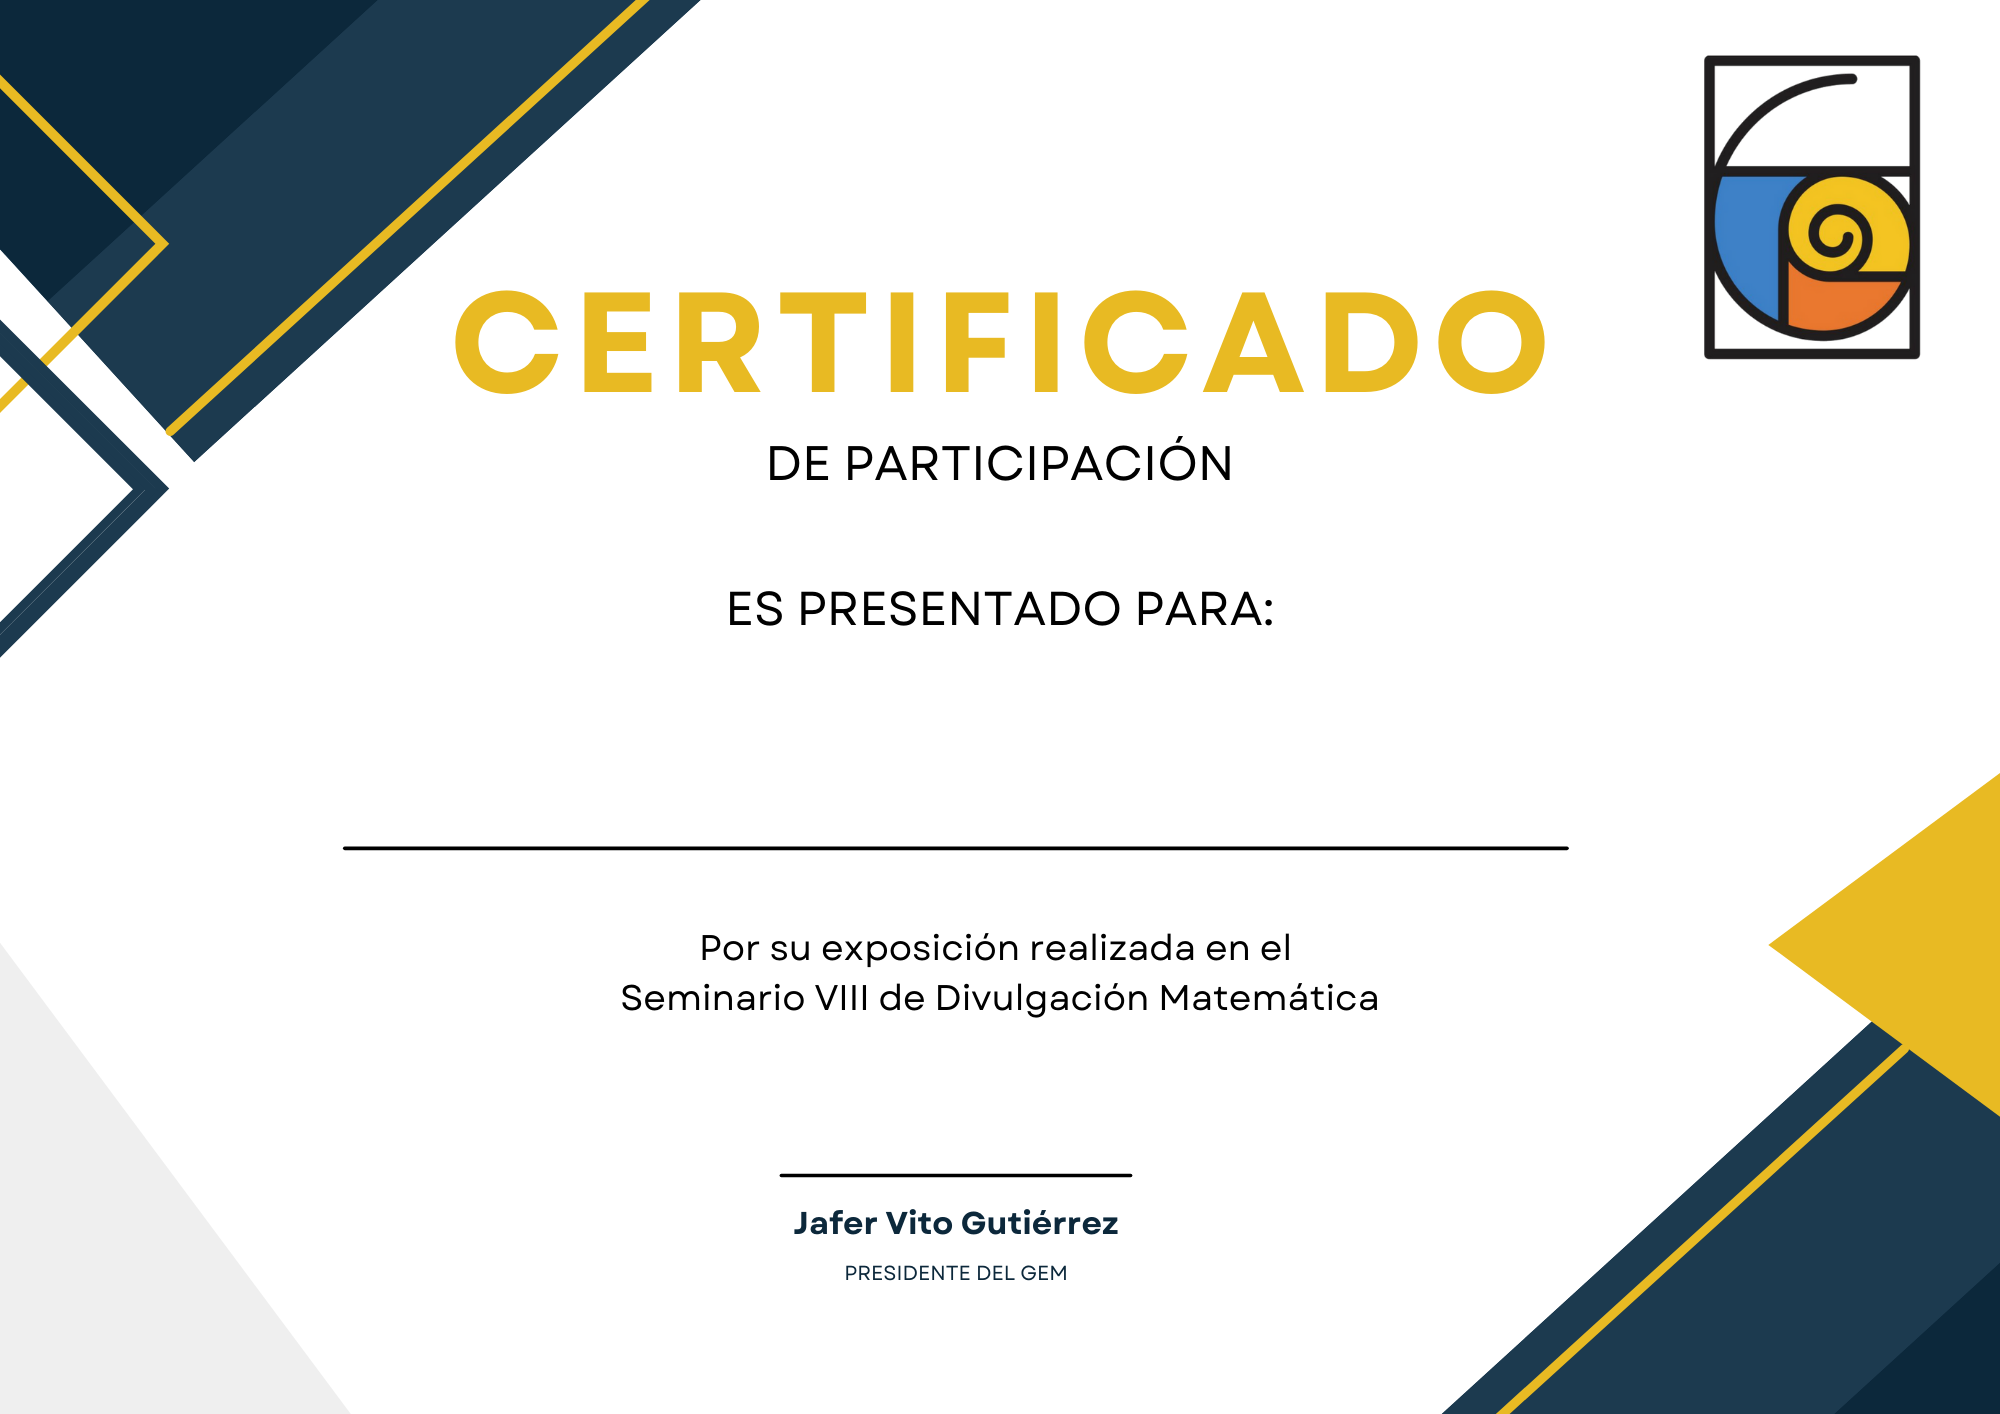 CERTIFICADO
DE PARTICIPACIÓN
ES PRESENTADO PARA:
Por su exposición realizada en el
Seminario VIII de Divulgación Matemática
Jafer Vito Gutiérrez
PRESIDENTE DEL GEM